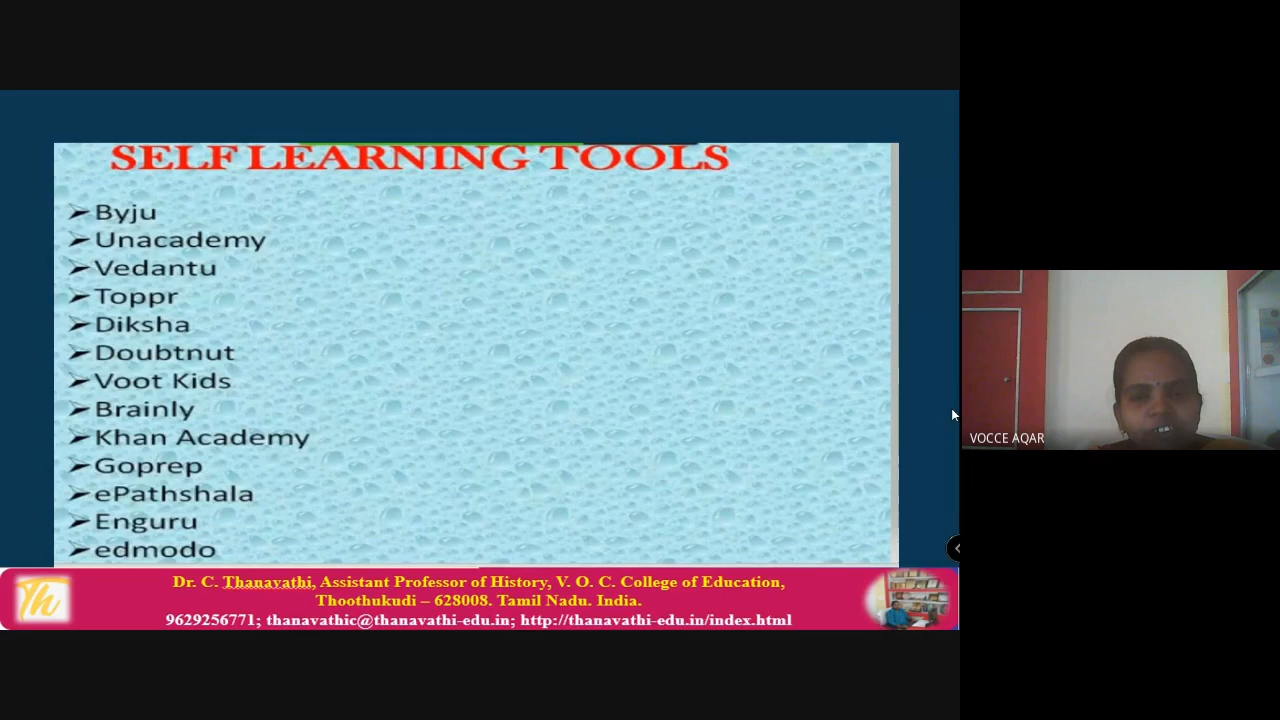 SELF LEARNING TOOLS
➢Byju
➢Unacademy
➢Vedantu
➢Toppr
➢Diksha
➢Doubtnut
➢Voot Kids
➢Brainly
➢Khan Academy
➢Goprep
➢ePathshala
➢Enguru
➢edmodo
Th
Dr. C. Thanavathi, Assistant Professor of History, V. O. C. College of Education,
Thoothukudi – 628008. Tamil Nadu. India.
9629256771; thanavathic@thanavathi-edu.in; http://thanavathi-edu.in/index.html
VOCCE AQAR